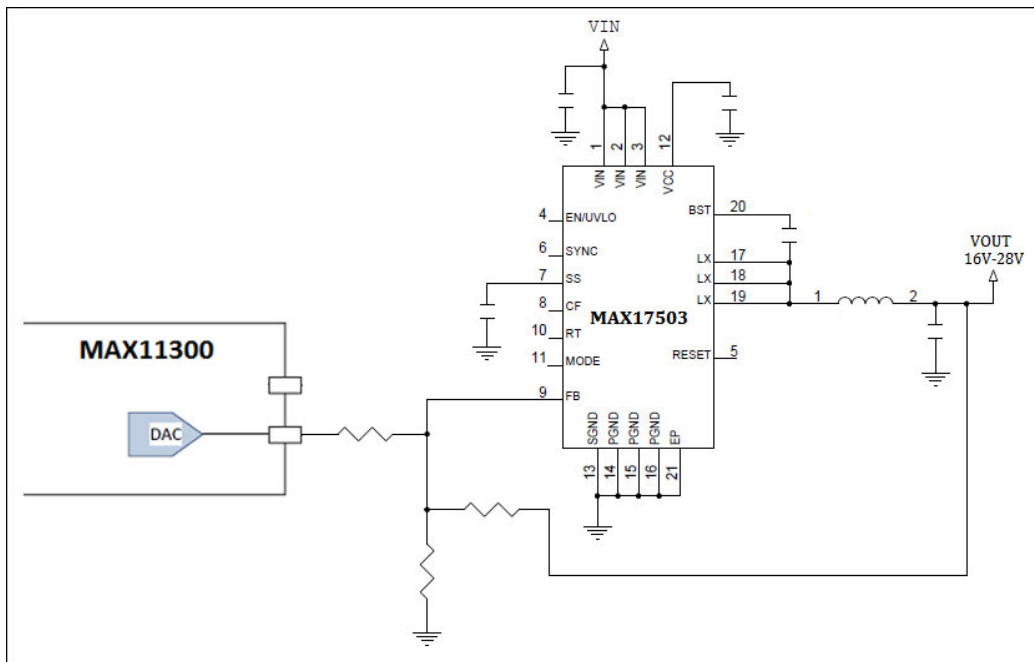 VIN
1
2
3
12
VIN
VIN
VIN
VCC
4 EN/UVLO
BST 20
6 SYNC
LX 17
7 SS
LX 18
8 CF
LX 19
MAX17503
10 RT
11 MODE
RESET 5
9 FB
SGND
PGND
PGND
PGND
EP
13
14
15
16
21
1 2
VOUT
16V-28V
MAX11300
DAC